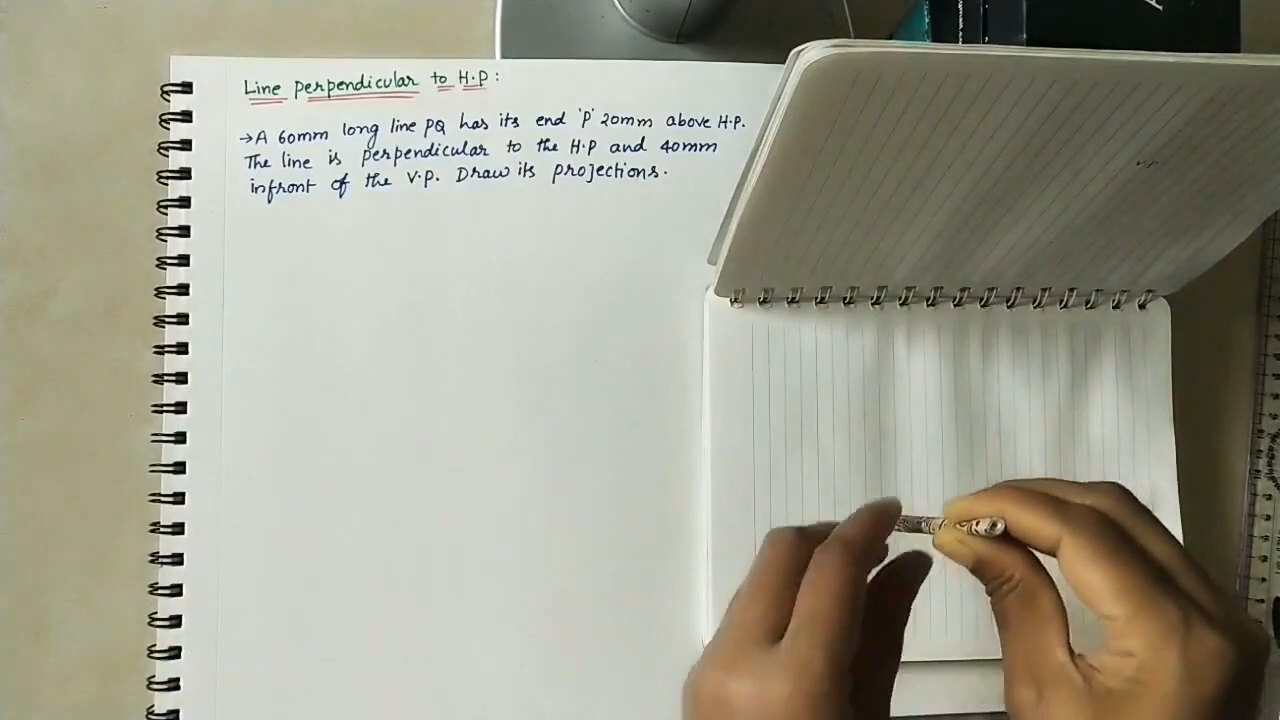 Line perpendicular to H.P :
→ A 60mm long line PQ has its end 'P' 20mm above H.P.
The line is perpendicular to the H.P and 40mm
infront of the V.P. Draw its projections.
V.P